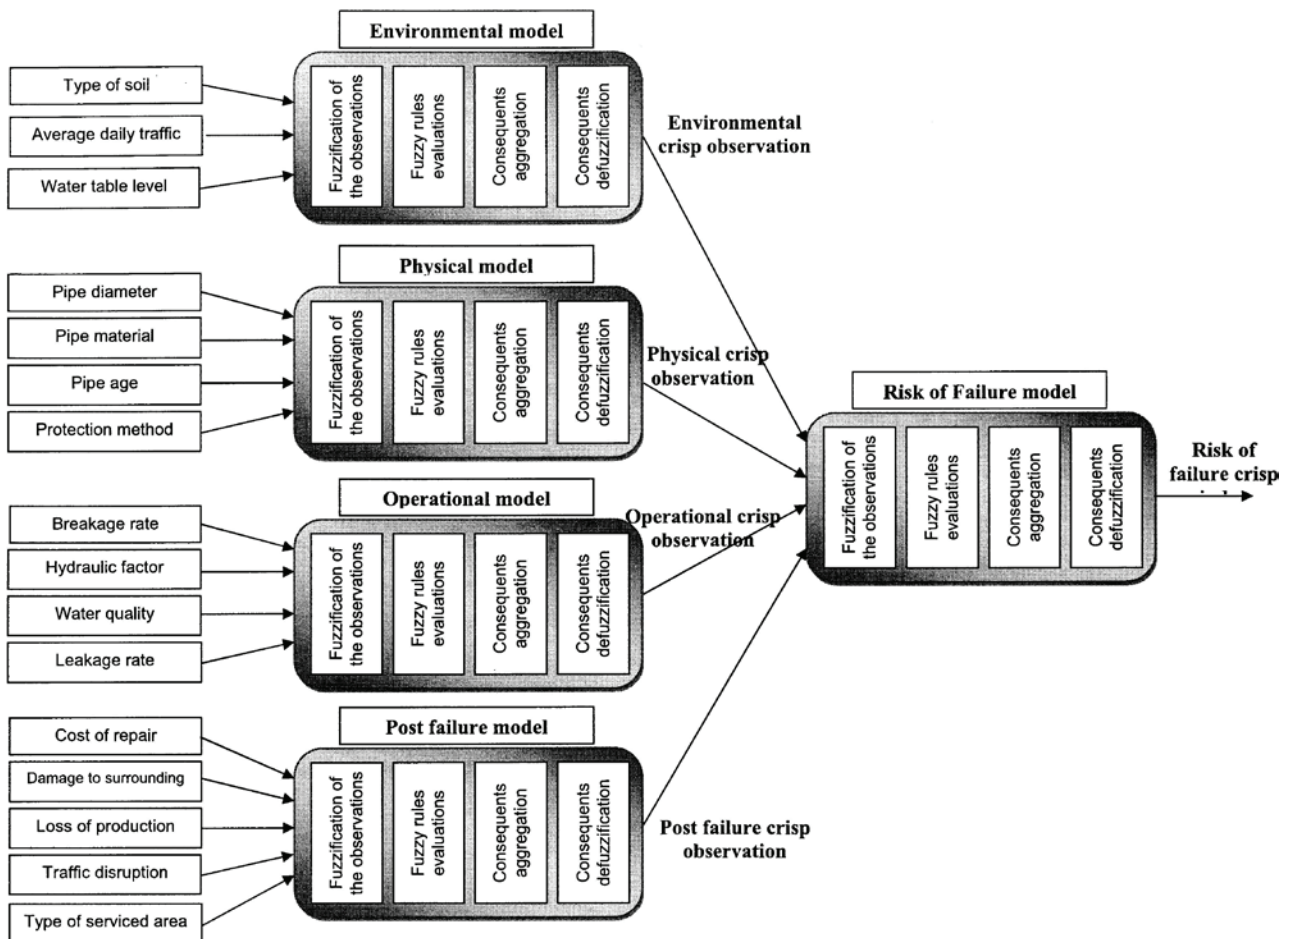 Environmental model
Type of soil
Average daily traffic
Water table level
Fuzzification of
the observations
Fuzzy rules
evaluations
Consequents
aggregation
Consequents
defuzzification
Environmental
crisp observation
Physical model
Pipe diameter
Pipe material
Pipe age
Protection method
Fuzzification of
the observations
Fuzzy rules
evaluations
Consequents
aggregation
Consequents
defuzzification
Physical crisp
observation
Operational model
Breakage rate
Hydraulic factor
Water quality
Leakage rate
Fuzzification of
the observations
Fuzzy rules
evaluations
Consequents
aggregation
Consequents
defuzzification
Operational crisp
observation
Post failure model
Cost of repair
Damage to surrounding
Loss of production
Traffic disruption
Type of serviced area
Fuzzification of
the observations
Fuzzy rules
evaluations
Consequents
aggregation
Consequents
defuzzification
Post failure crisp
observation
Risk of Failure model
Fuzzification of
the observations
Fuzzy rules
evaluations
Consequents
aggregation
Consequents
defuzzification
Risk of
failure crisp